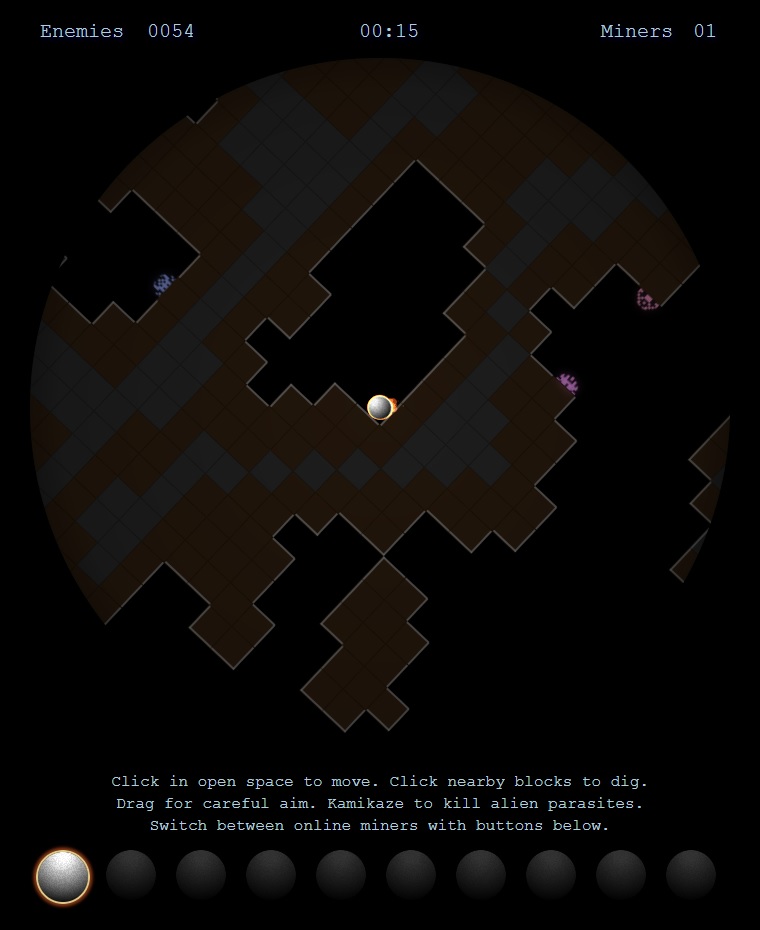 Enemies 0054 00:15 Miners 01
Click in open space to move. Click nearby blocks to dig.
Drag for careful aim. Kamikaze to kill alien parasites.
Switch between online miners with buttons below.